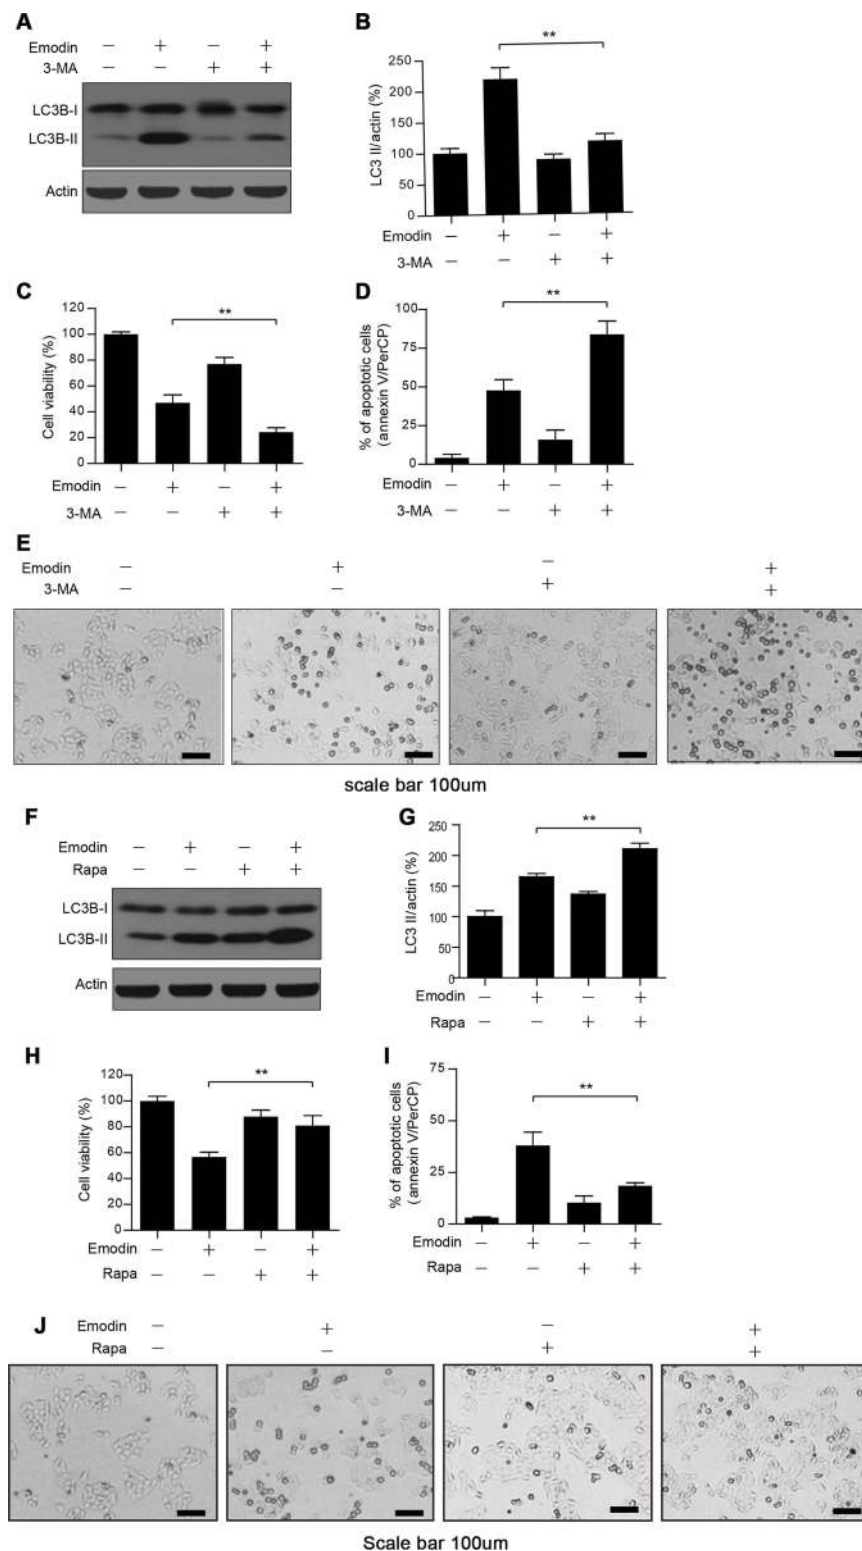 A
Emodin – + – +
3-MA – – + +
LC3B-I
LC3B-II
Actin
B
**
LC3 II/actin (%)
250
200
150
100
50
0
Emodin – + – +
3-MA – – + +
C
**
Cell viability (%)
120
100
80
60
40
20
0
Emodin – + – +
3-MA – – + +
D
**
% of apoptotic cells
(annexin V/PerCP)
75
50
25
0
Emodin – + – +
3-MA – – + +
E
Emodin – + – +
3-MA – – + +
scale bar 100um
F
Emodin – + – +
Rapa – – + +
LC3B-I
LC3B-II
Actin
G
**
LC3 II/actin (%)
250
200
150
100
50
0
Emodin – + – +
Rapa – – + +
H
**
Cell viability (%)
120
100
80
60
40
20
0
Emodin – + – +
Rapa – – + +
I
**
% of apoptotic cells
(annexin V/PerCP)
75
50
25
0
Emodin – + – +
Rapa – – + +
J
Emodin – + – +
Rapa – – + +
Scale bar 100um